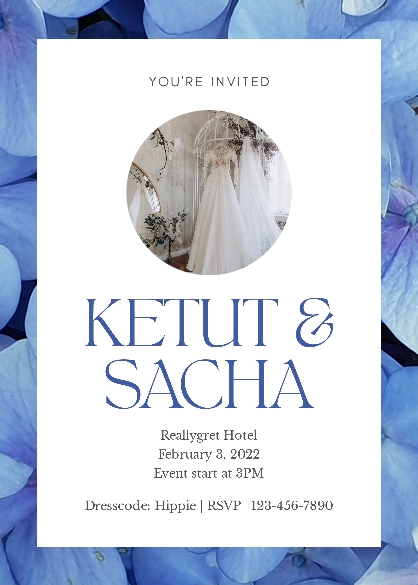 YOU'RE INVITED
KETUT &
SACHA
Reallygret Hotel
February 3, 2022
Event start at 3PM
Dresscode: Hippie | RSVP 123-456-7890